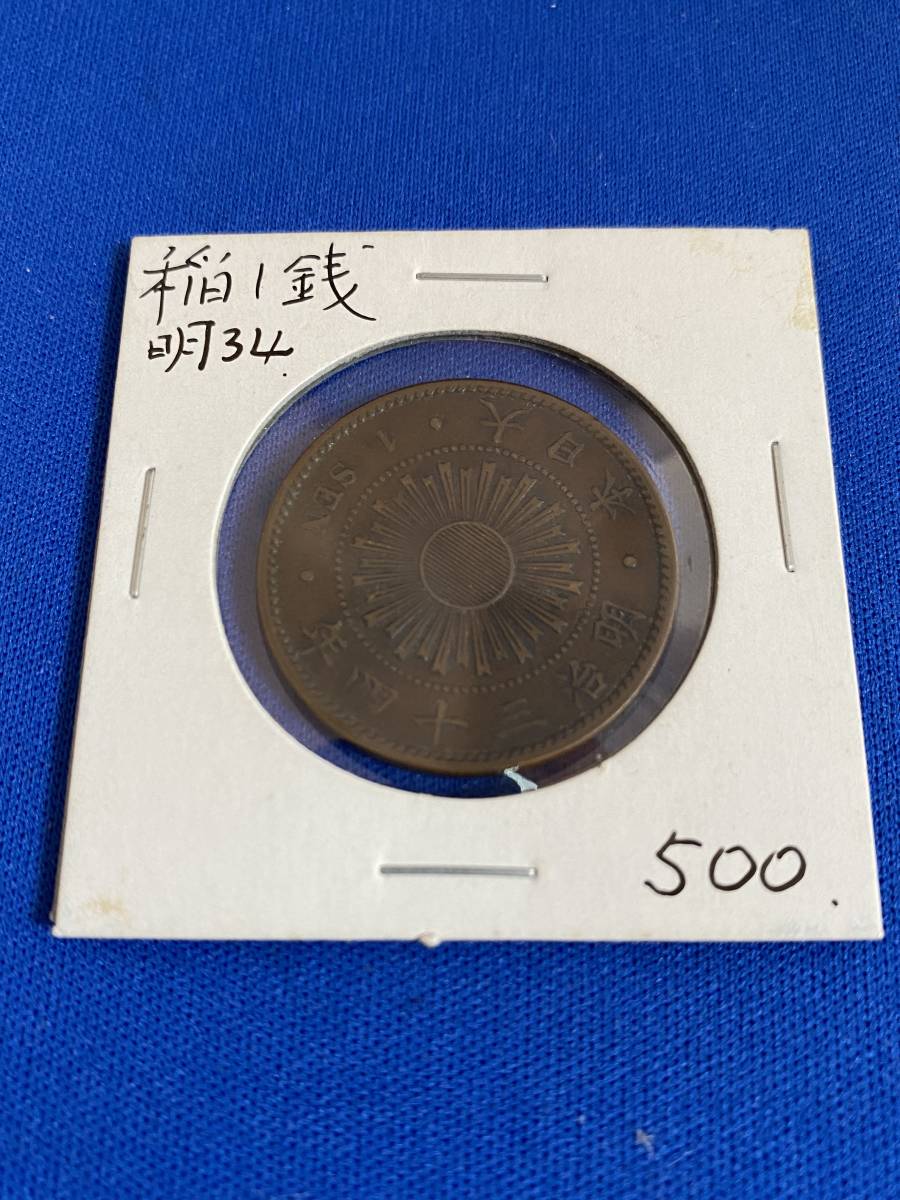 稲1銭
明34.
大日本・明治三十四年・1 SEN・
500.